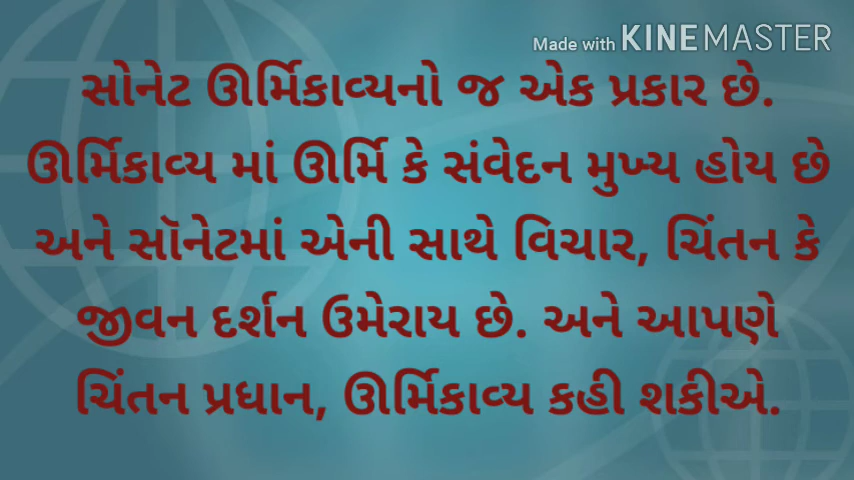 Made with KINEMASTER
સોનેટ ઊર્મિકાવ્યનો જ એક પ્રકાર છે.
ઊર્મિકાવ્ય માં ઊર્મિ કે સંવેદન મુખ્ય હોય છે
અને સૉનેટમાં એની સાથે વિચાર, ચિંતન કે
જીવન દર્શન ઉમેરાય છે. અને આપણે
ચિંતન પ્રધાન, ઊર્મિકાવ્ય કહી શકીએ.